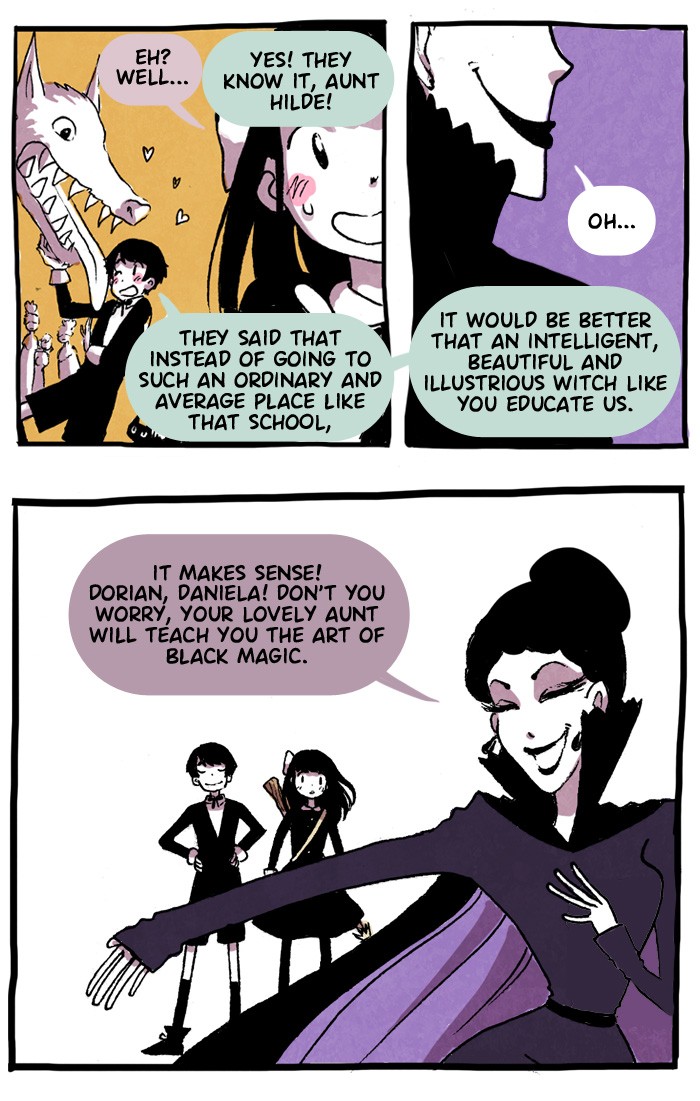 EH?
WELL...
YES! THEY
KNOW IT, AUNT
HILDE!
THEY SAID THAT
INSTEAD OF GOING TO
SUCH AN ORDINARY AND
AVERAGE PLACE LIKE
THAT SCHOOL,
OH...
IT WOULD BE BETTER
THAT AN INTELLIGENT,
BEAUTIFUL AND
ILLUSTRIOUS WITCH LIKE
YOU EDUCATE US.
IT MAKES SENSE!
DORIAN, DANIELA! DON'T YOU
WORRY, YOUR LOVELY AUNT
WILL TEACH YOU THE ART OF
BLACK MAGIC.